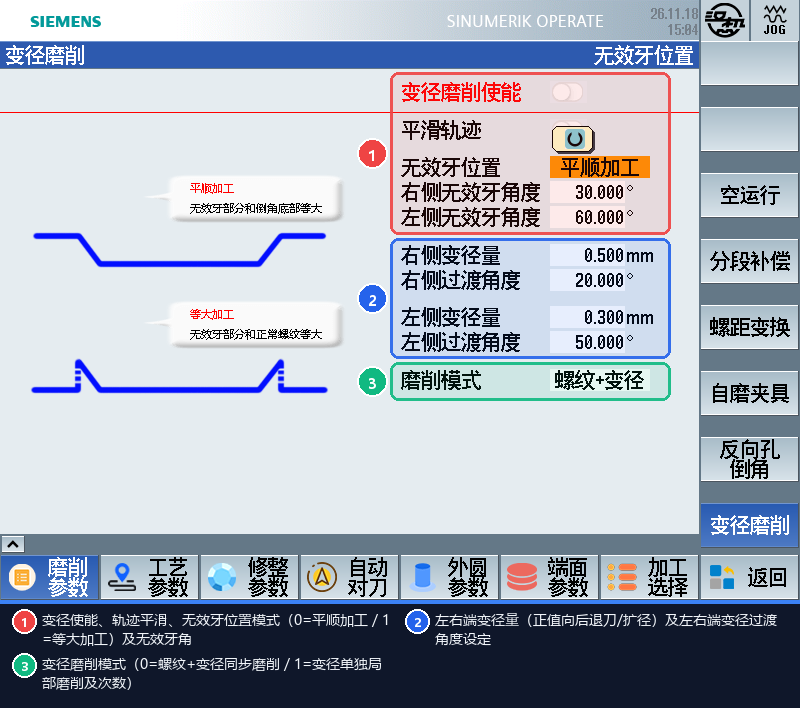 SIEMENS
SINUMERIK OPERATE
26.11.18
15:04
JOG
变径磨削
无效牙位置
变径磨削使能
平滑轨迹
1
无效牙位置
平顺加工
右侧无效牙角度
30.000°
左侧无效牙角度
60.000°
平顺加工
无效牙部分和倒角底部等大
2
右侧变径量
0.500mm
右侧过渡角度
20.000°
左侧变径量
0.300mm
左侧过渡角度
50.000°
等大加工
无效牙部分和正常螺纹等大
3
磨削模式
螺纹+变径
空运行
分段补偿
螺距变换
自磨夹具
反向孔
倒角
变径磨削
磨削
参数
工艺
参数
修整
参数
自动
对刀
外圆
参数
端面
参数
加工
选择
返回
1 变径使能、轨迹平滑、无效牙位置模式（0=平顺加工 / 1
=等大加工）及无效牙角
2 左右端变径量（正值向后退刀/扩径）及左右端变径过渡
角度设定
3 变径磨削模式（0=螺纹+变径同步磨削 / 1=变径单独局
部磨削及次数）